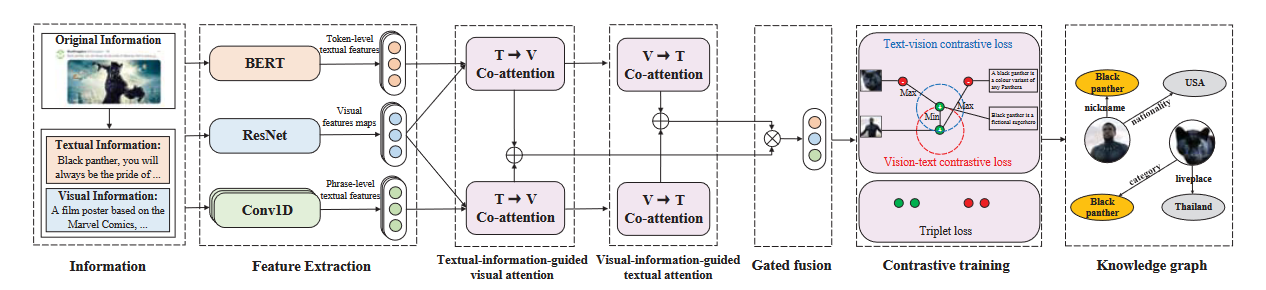 Original Information
Textual Information:
Black panther, you will
always be the pride of ...
Visual Information:
A film poster based on the
Marvel Comics, ...
Information
BERT
ResNet
Conv1D
Token-level
textual features
Visual
features maps
Phrase-level
textual features
Feature Extraction
T → V
Co-attention
T → V
Co-attention
Textual-information-guided
visual attention
V → T
Co-attention
V → T
Co-attention
Visual-information-guided
textual attention
Gated fusion
Text-vision contrastive loss
A black panther is
a colour variant of
any Panthera
Max
Max
Min
Black panther is a
fictional superhero
Vision-text contrastive loss
Triplet loss
Contrastive training
Black
panther
USA
nickname
nationality
category
liveplace
Black
panther
Thailand
Knowledge graph